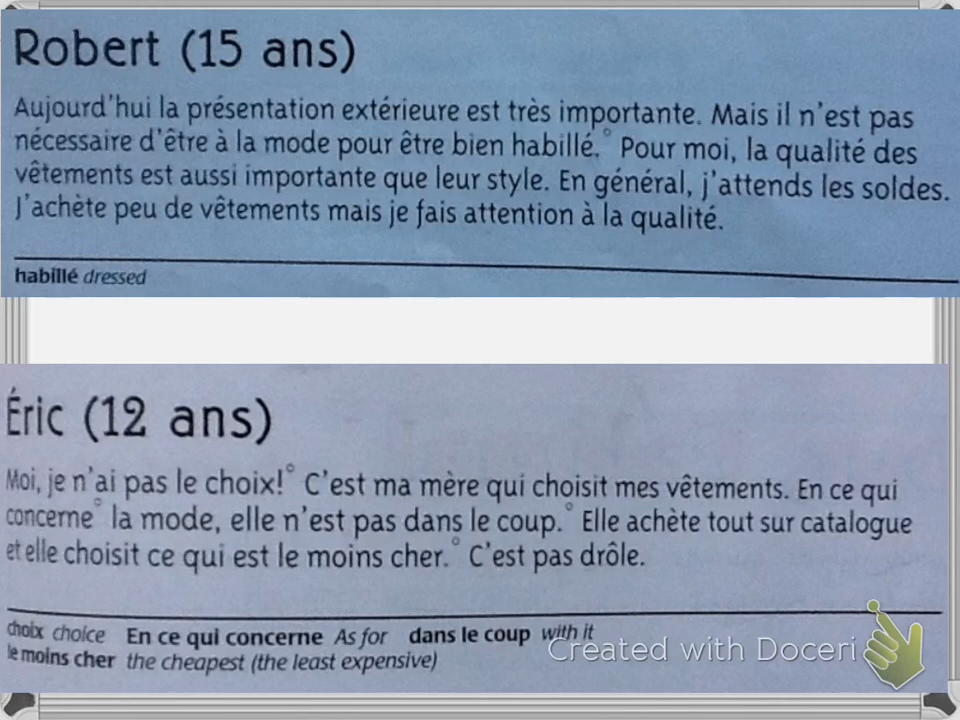 Robert (15 ans)
Aujourd'hui la présentation extérieure est très importante. Mais il n'est pas
nécessaire d'être à la mode pour être bien habillé.° Pour moi, la qualité des
vêtements est aussi importante que leur style. En général, j'attends les soldes.
J'achète peu de vêtements mais je fais attention à la qualité.
habillé dressed
Éric (12 ans)
Moi, je n'ai pas le choix!° C'est ma mère qui choisit mes vêtements. En ce qui
concerne° la mode, elle n'est pas dans le coup.° Elle achète tout sur catalogue
et elle choisit ce qui est le moins cher.° C'est pas drôle.
choix choice En ce qui concerne As for dans le coup with it
le moins cher the cheapest (the least expensive)
Created with Doceri